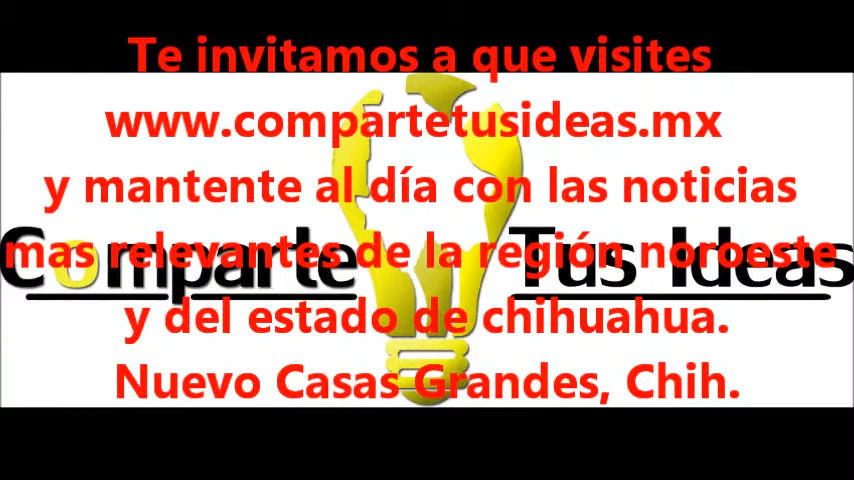 Te invitamos a que visites
www.compartetusideas.mx
y mantente al día con las noticias
mas relevantes de la región noroeste
Comparte Tus Ideas
y del estado de chihuahua.
Nuevo Casas Grandes, Chih.